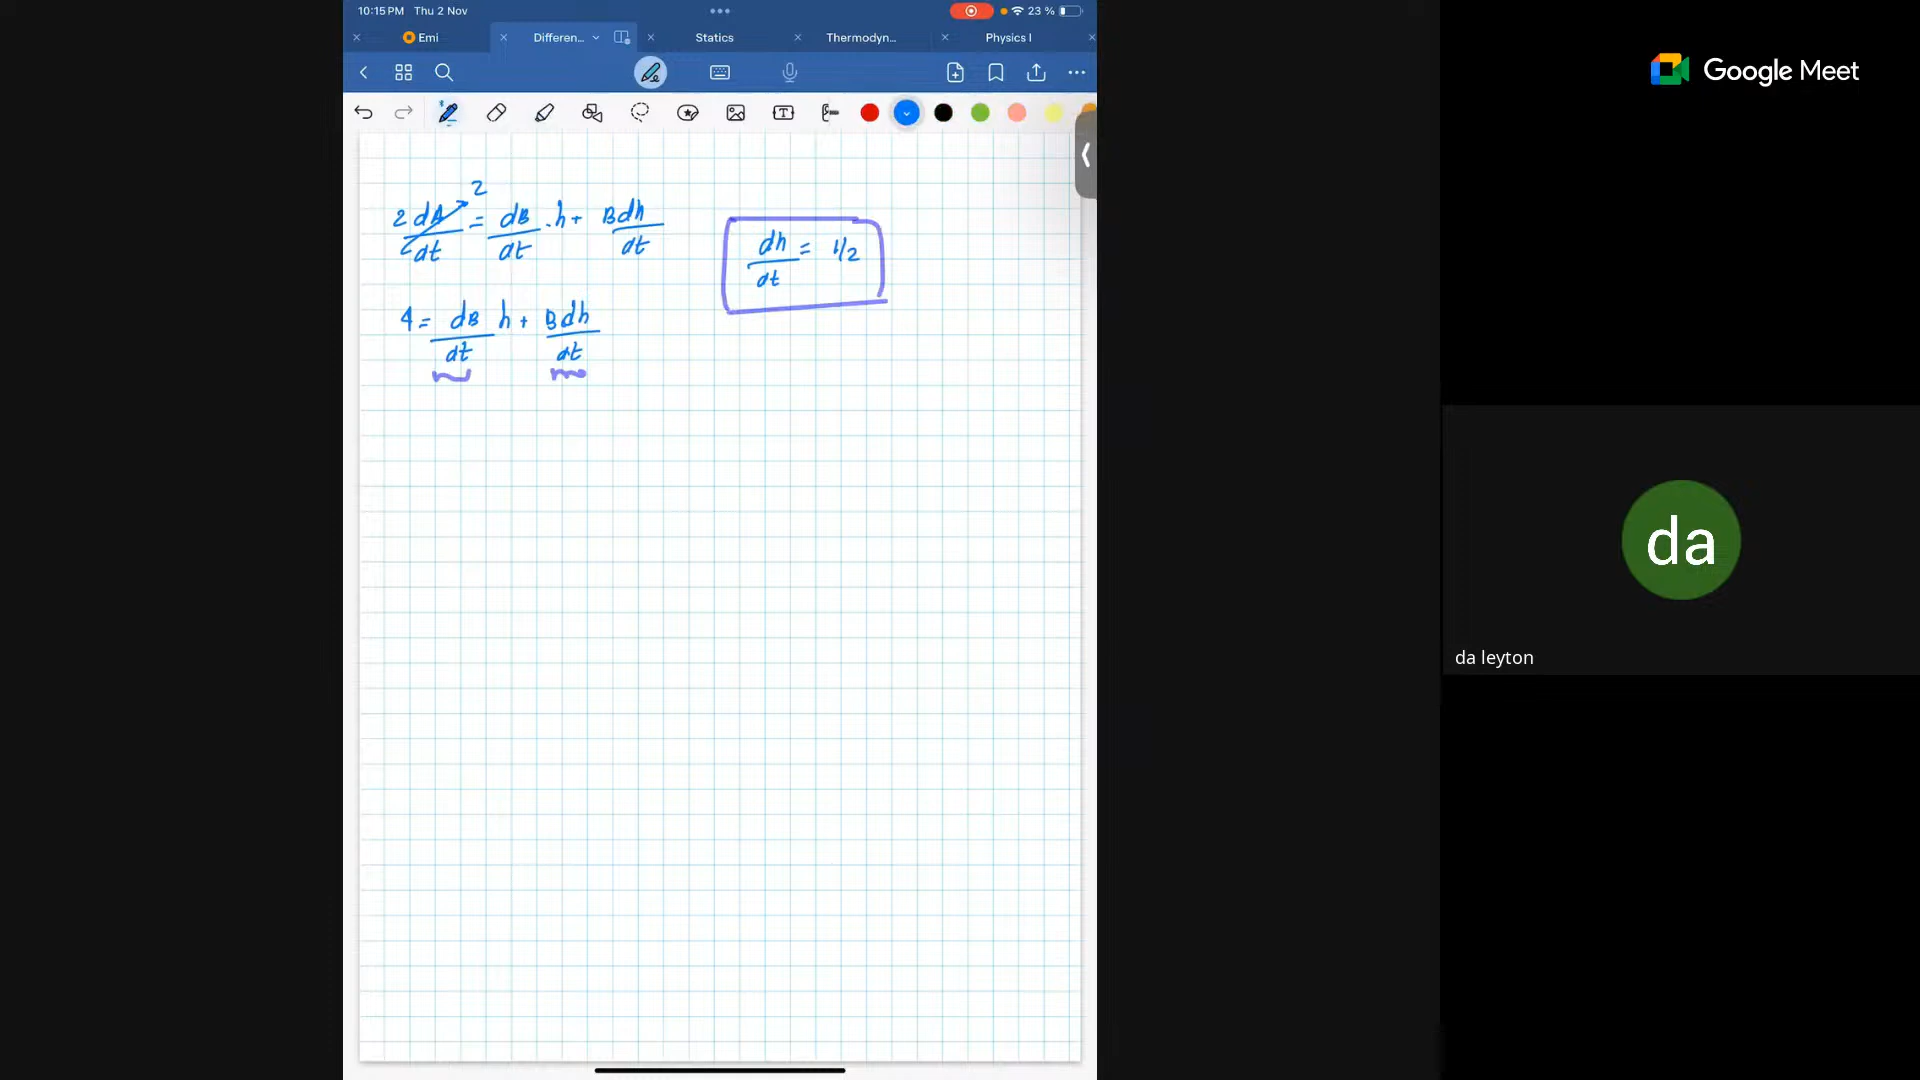 10:15 PM Thu 2 Nov
23 %
Emi
Differen...
Statics
Thermodyn...
Physics I
Google Meet
2
2 dA/dt = dB/dt . h + B dh/dt
dh/dt = 1/2
4 = dB/dt h + B dh/dt
da
da leyton